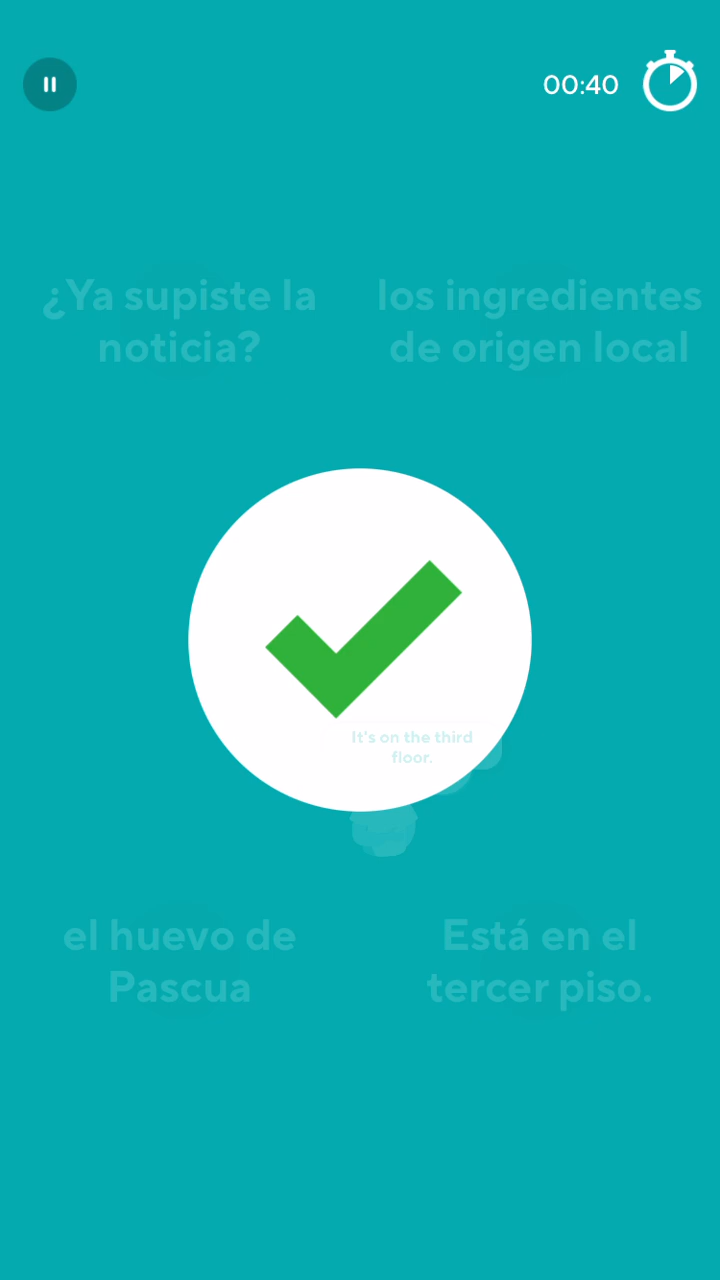 00:40
¿Ya supiste la
noticia?
los ingredientes
de origen local
It's on the third
floor.
el huevo de
Pascua
Está en el
tercer piso.